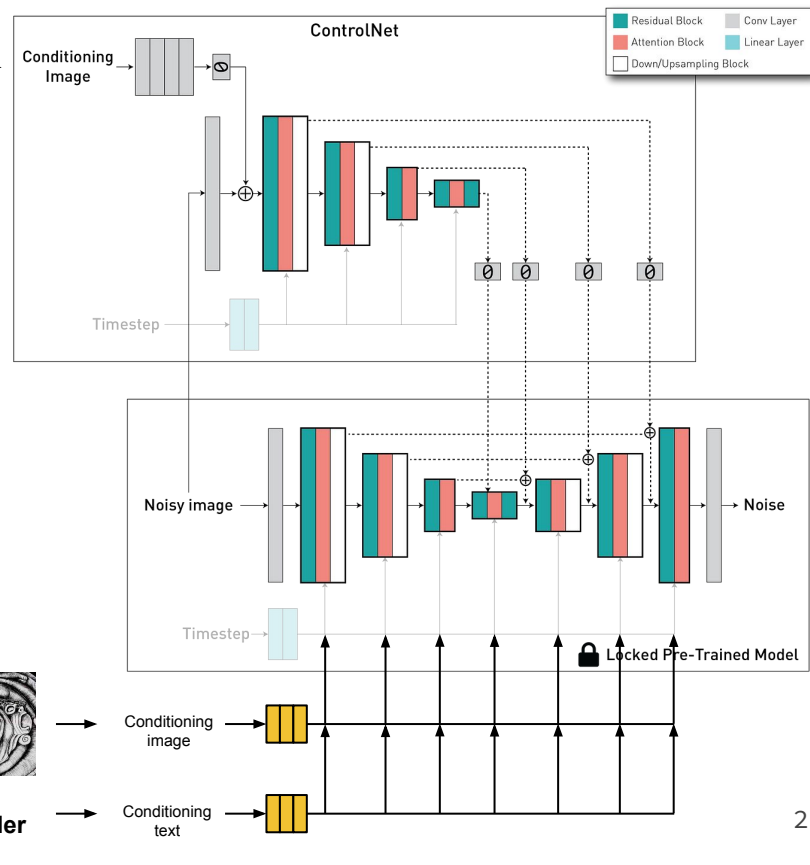 ControlNet
Residual Block
Conv Layer
Attention Block
Linear Layer
Down/Upsampling Block
Conditioning
Image
0
0
0
0
0
Timestep
Noisy image
Noise
Timestep
Locked Pre-Trained Model
Conditioning
image
Conditioning
text
2